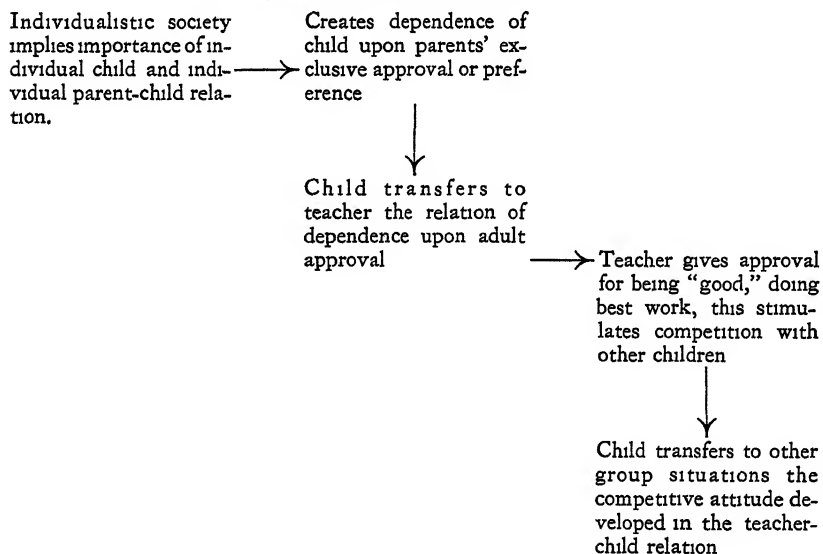 Individualistic society
implies importance of in-
dividual child and indi-
vidual parent-child rela-
tion.
Creates dependence of
child upon parents' ex-
clusive approval or pref-
erence
Child transfers to
teacher the relation of
dependence upon adult
approval
Teacher gives approval
for being "good," doing
best work, this stimu-
lates competition with
other children
Child transfers to other
group situations the
competitive attitude de-
veloped in the teacher-
child relation